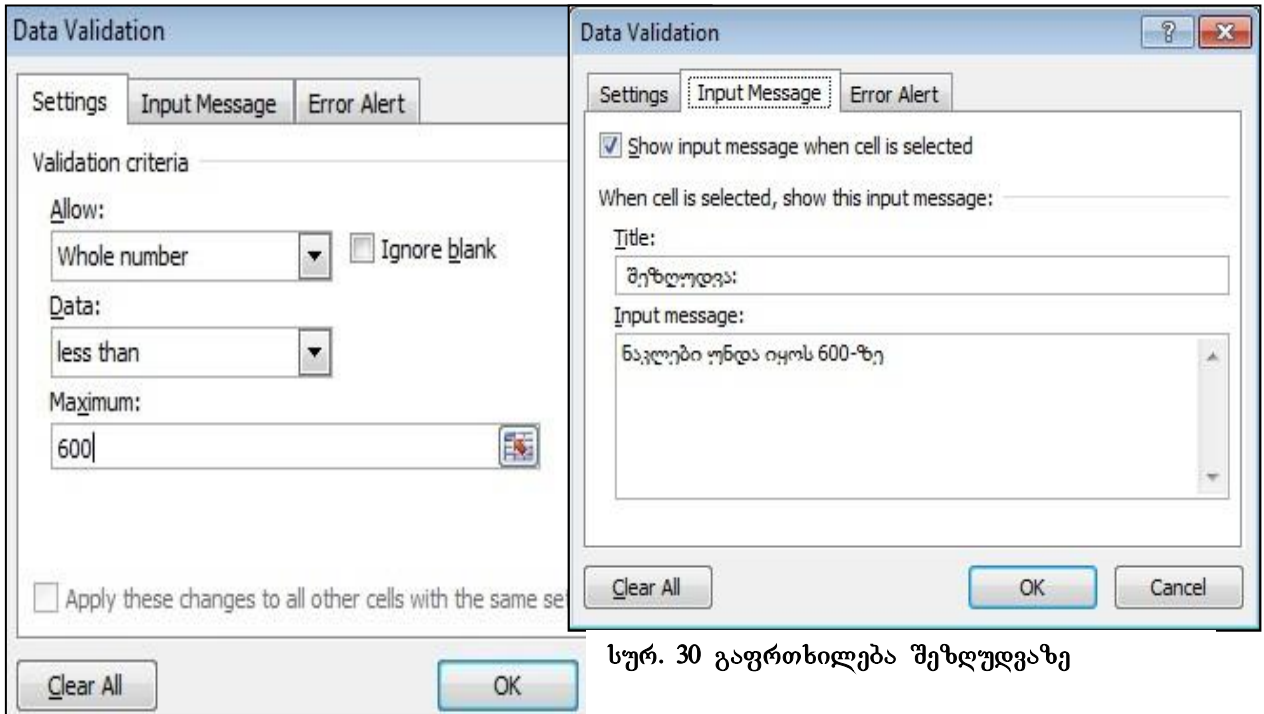 Data Validation
Settings Input Message Error Alert
Validation criteria
Allow:
Whole number
Ignore blank
Data:
less than
Maximum:
600
Apply these changes to all other cells with the same se
Clear All OK
Data Validation
Settings Input Message Error Alert
Show input message when cell is selected
When cell is selected, show this input message:
Title:
შეზღუდვა:
Input message:
ნაკლები უნდა იყოს 600-ზე
Clear All OK Cancel
სურ. 30 გაფრთხილება შეზღუდვაზე